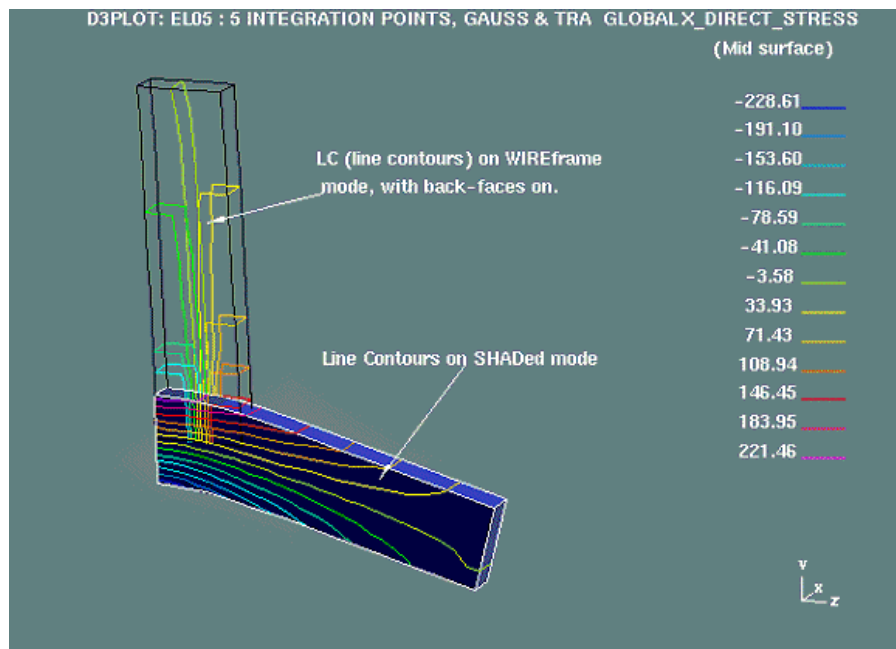 D3PLOT: EL05 : 5 INTEGRATION POINTS, GAUSS & TRA GLOBALX_DIRECT_STRESS
(Mid surface)
-228.61
-191.10
-153.60
-116.09
-78.59
-41.08
-3.58
33.93
71.43
108.94
146.45
183.95
221.46
LC (line contours) on WIREframe
mode, with back-faces on.
Line Contours on SHADed mode
Y
X
Z